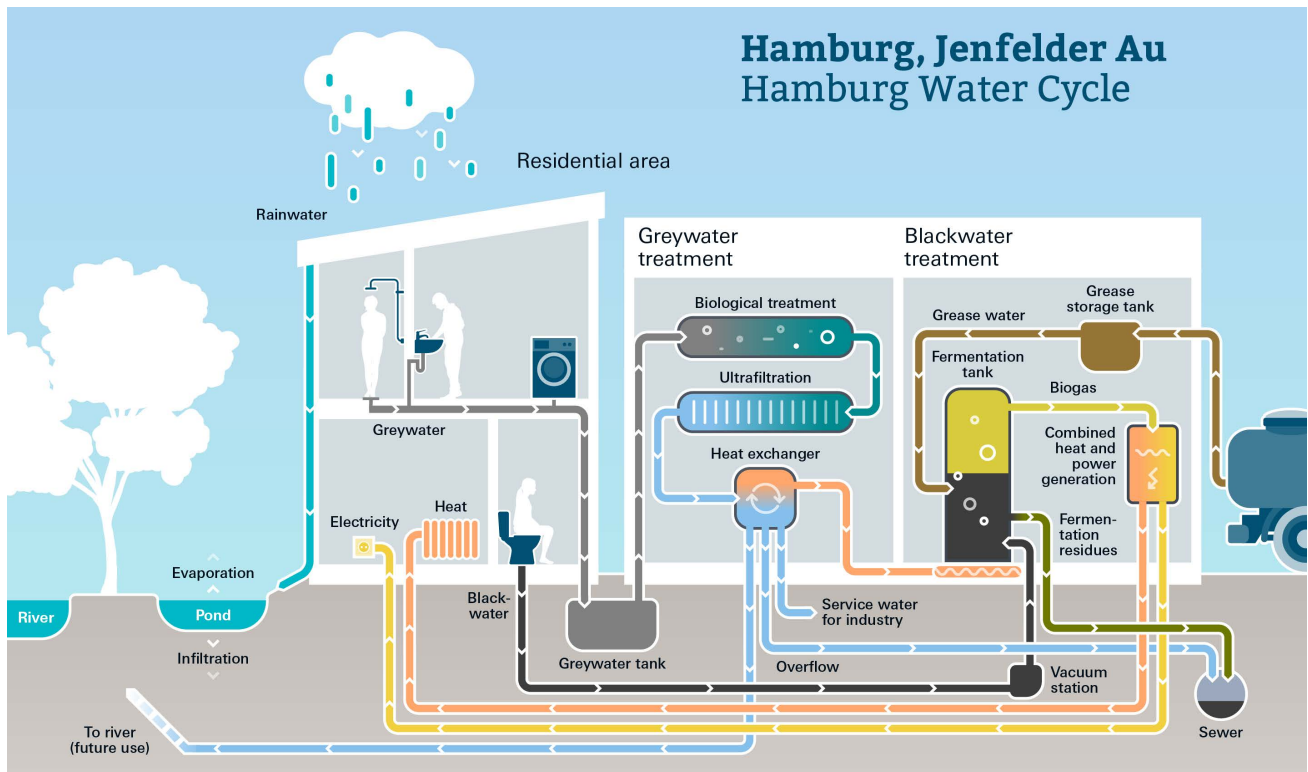 Hamburg, Jenfelder Au
Hamburg Water Cycle
Residential area
Rainwater
Greywater
treatment
Blackwater
treatment
Biological treatment
Grease
storage tank
Grease water
Fermentation
tank
Ultrafiltration
Biogas
Greywater
Combined
heat and
power
generation
Heat exchanger
Electricity
Heat
Fermen-
tation
residues
Evaporation
Black-
water
River
Pond
Service water
for industry
Infiltration
Greywater tank
Overflow
Vacuum
station
To river
(future use)
Sewer